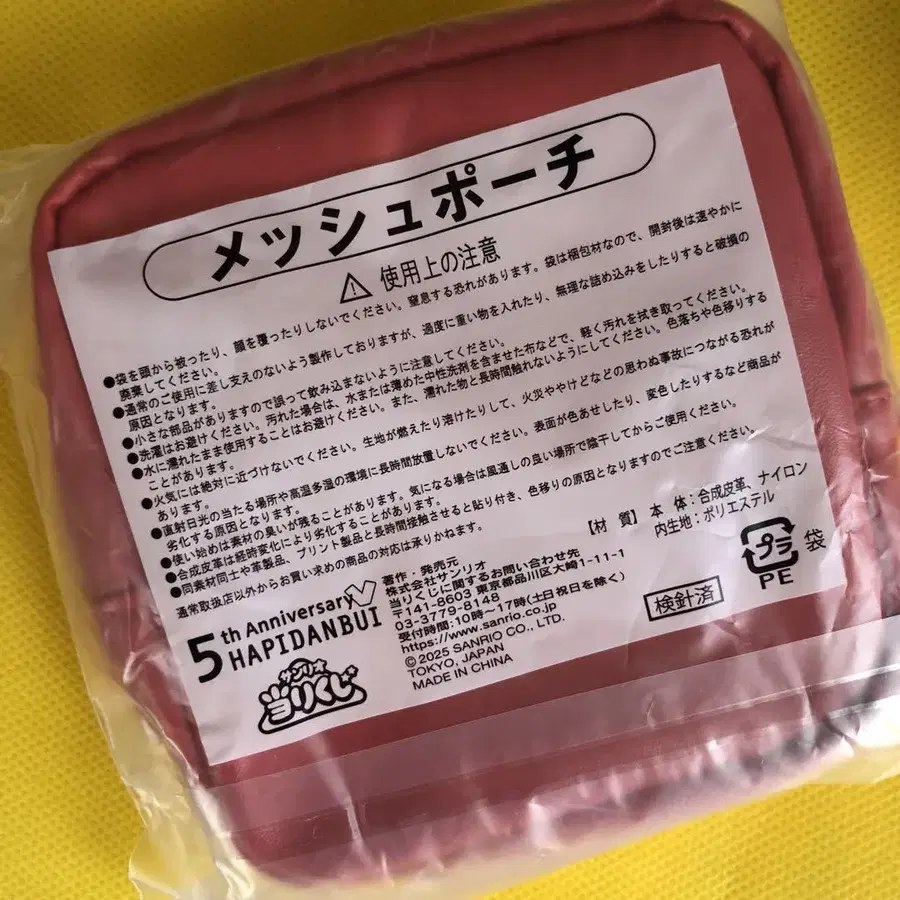 メッシュポーチ
⚠ 使用上の注意
●袋を頭から被ったり、顔を覆ったりしないでください。窒息する恐れがあります。袋は梱包材なので、開封後は速やかに
廃棄してください。
●通常のご使用に差し支えのないよう製作しておりますが、過度に重い物を入れたり、無理な詰め込みをしたりすると破損の
原因となります。
●小さな部品がありますので誤って飲み込まないように注意してください。
●洗濯はお避けください。汚れた場合は、水または薄めた中性洗剤を含ませた布などで、軽く汚れを拭き取ってください。
●水に濡れたまま使用することはお避けください。また、濡れた物と長時間触れないようにしてください。色落ちや色移りする
ことがあります。
●火気には絶対に近づけないでください。生地が燃えたり溶けたりして、火災ややけどなどの思わぬ事故につながる恐れが
あります。
●直射日光の当たる場所や高温多湿の環境に長時間放置しないでください。表面が色あせしたり、変色したりするなど商品が
劣化する原因となります。
●使い始めは素材の臭いが残ることがあります。気になる場合は風通しの良い場所で陰干してからご使用ください。
●合成皮革は経時変化により劣化することがあります。
●同素材同士や革製品、プリント製品と長時間接触させると貼り付き、色移りの原因となりますのでご注意ください。
通常取扱店以外からお買い求めの商品の対応は承りかねます。
【材 質】 本 体:合成皮革、ナイロン
内生地:ポリエステル
5th Anniversary
HAPIDANBUI
サンリオ
当りくじ
著作・発売元
株式会社サンリオ
当りくじに関するお問い合わせ先
〒141-8603 東京都品川区大崎1-11-1
03-3779-8148
受付時間:10時〜17時(土日祝日を除く)
https://www.sanrio.co.jp
© 2025 SANRIO CO., LTD.
TOKYO, JAPAN
MADE IN CHINA
検針済
プラ
袋
PE